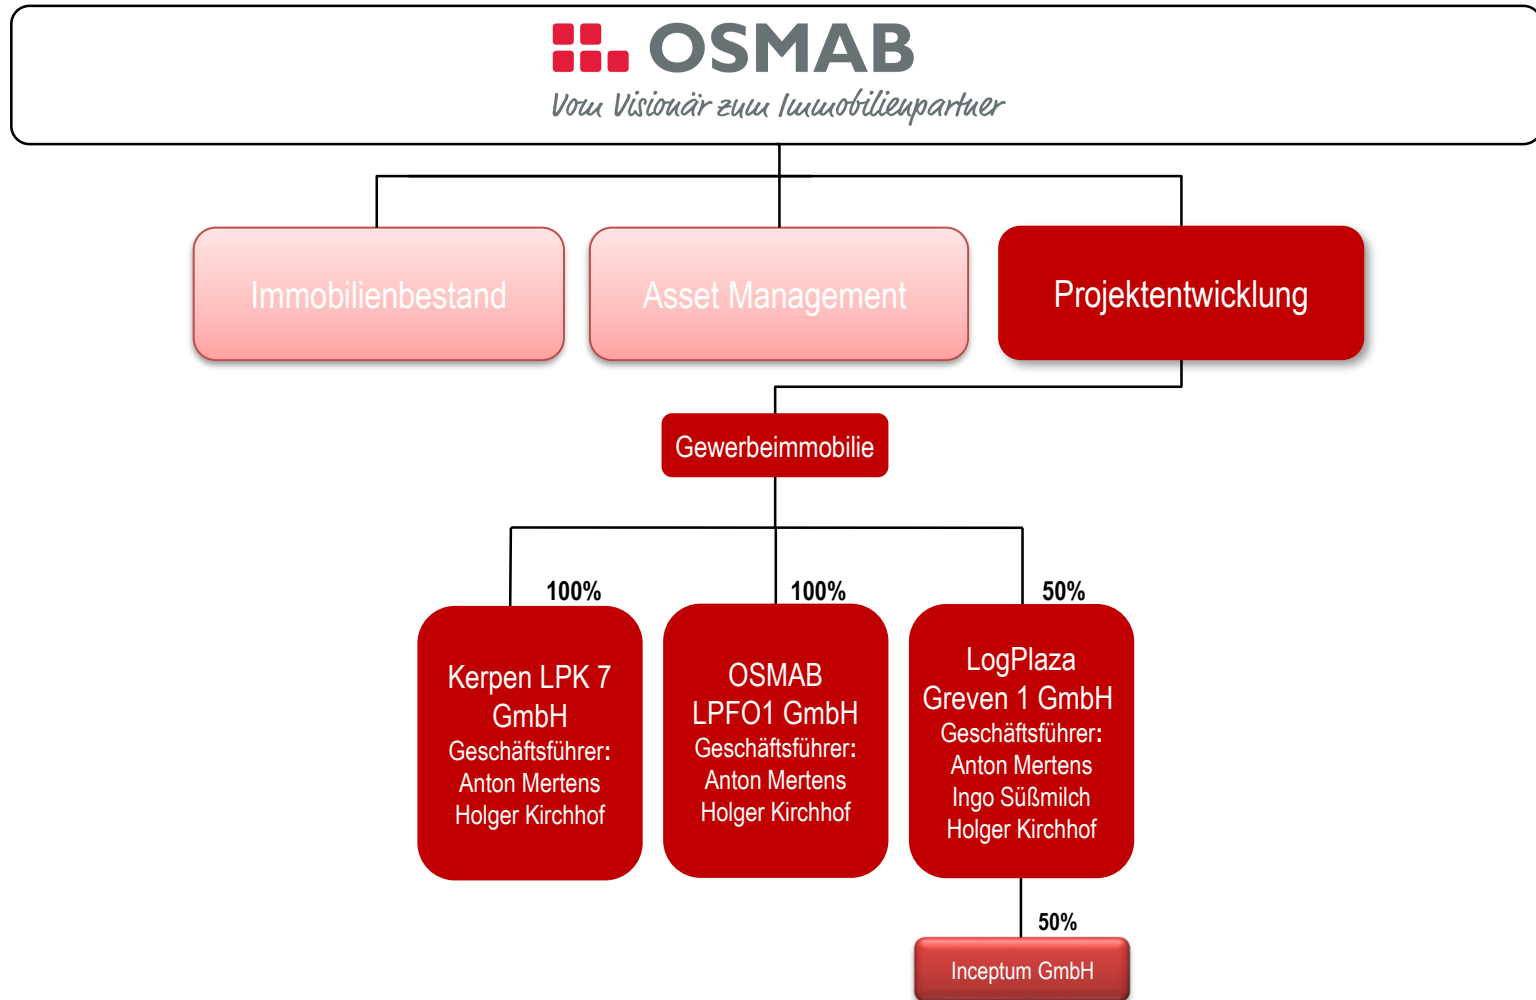 OSMAB
Vom Visionär zum Immobilienpartner
Immobilienbestand
Asset Management
Projektentwicklung
Gewerbeimmobilie
100%
100%
50%
Kerpen LPK 7
GmbH
Geschäftsführer:
Anton Mertens
Holger Kirchhof
OSMAB
LPFO1 GmbH
Geschäftsführer:
Anton Mertens
Holger Kirchhof
LogPlaza
Greven 1 GmbH
Geschäftsführer:
Anton Mertens
Ingo Süßmilch
Holger Kirchhof
50%
Inceptum GmbH